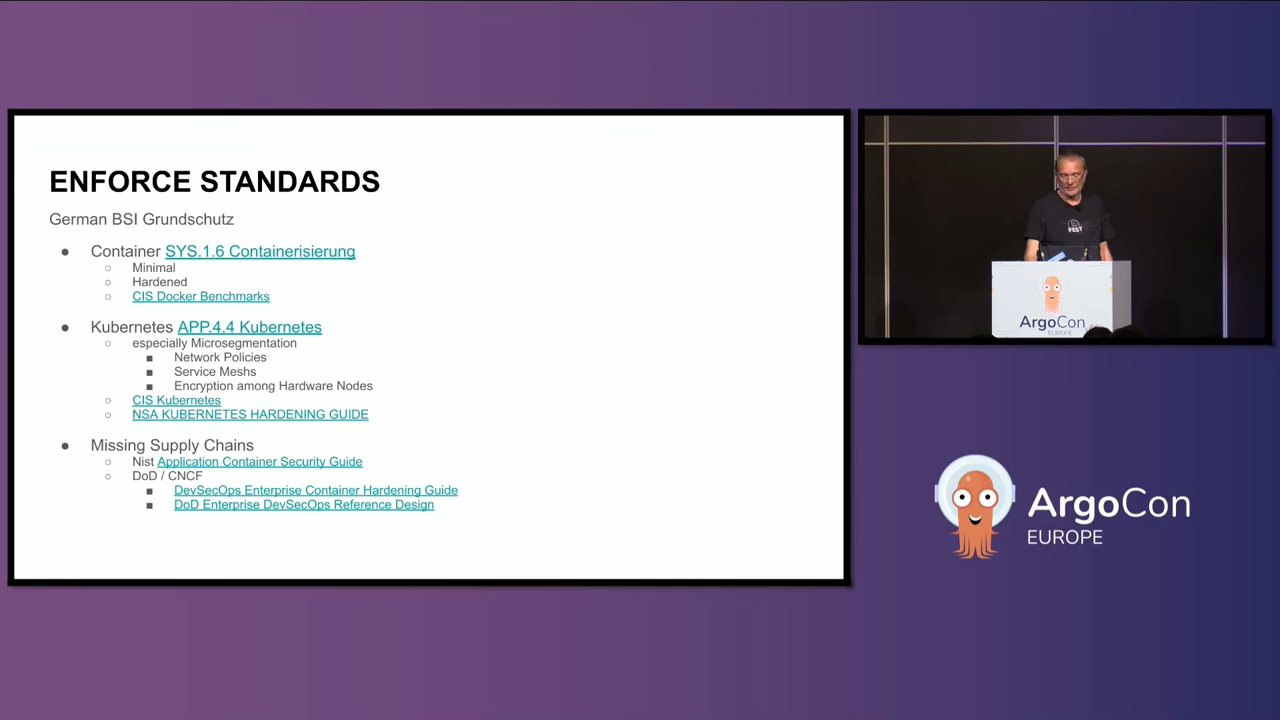 ENFORCE STANDARDS
German BSI Grundschutz
● Container SYS.1.6 Containerisierung
○ Minimal
○ Hardened
○ CIS Docker Benchmarks
● Kubernetes APP.4.4 Kubernetes
○ especially Microsegmentation
■ Network Policies
■ Service Meshs
■ Encryption among Hardware Nodes
○ CIS Kubernetes
○ NSA KUBERNETES HARDENING GUIDE
● Missing Supply Chains
○ Nist Application Container Security Guide
○ DoD / CNCF
■ DevSecOps Enterprise Container Hardening Guide
■ DoD Enterprise DevSecOps Reference Design
FEST
ArgoCon
EUROPE
ArgoCon
EUROPE